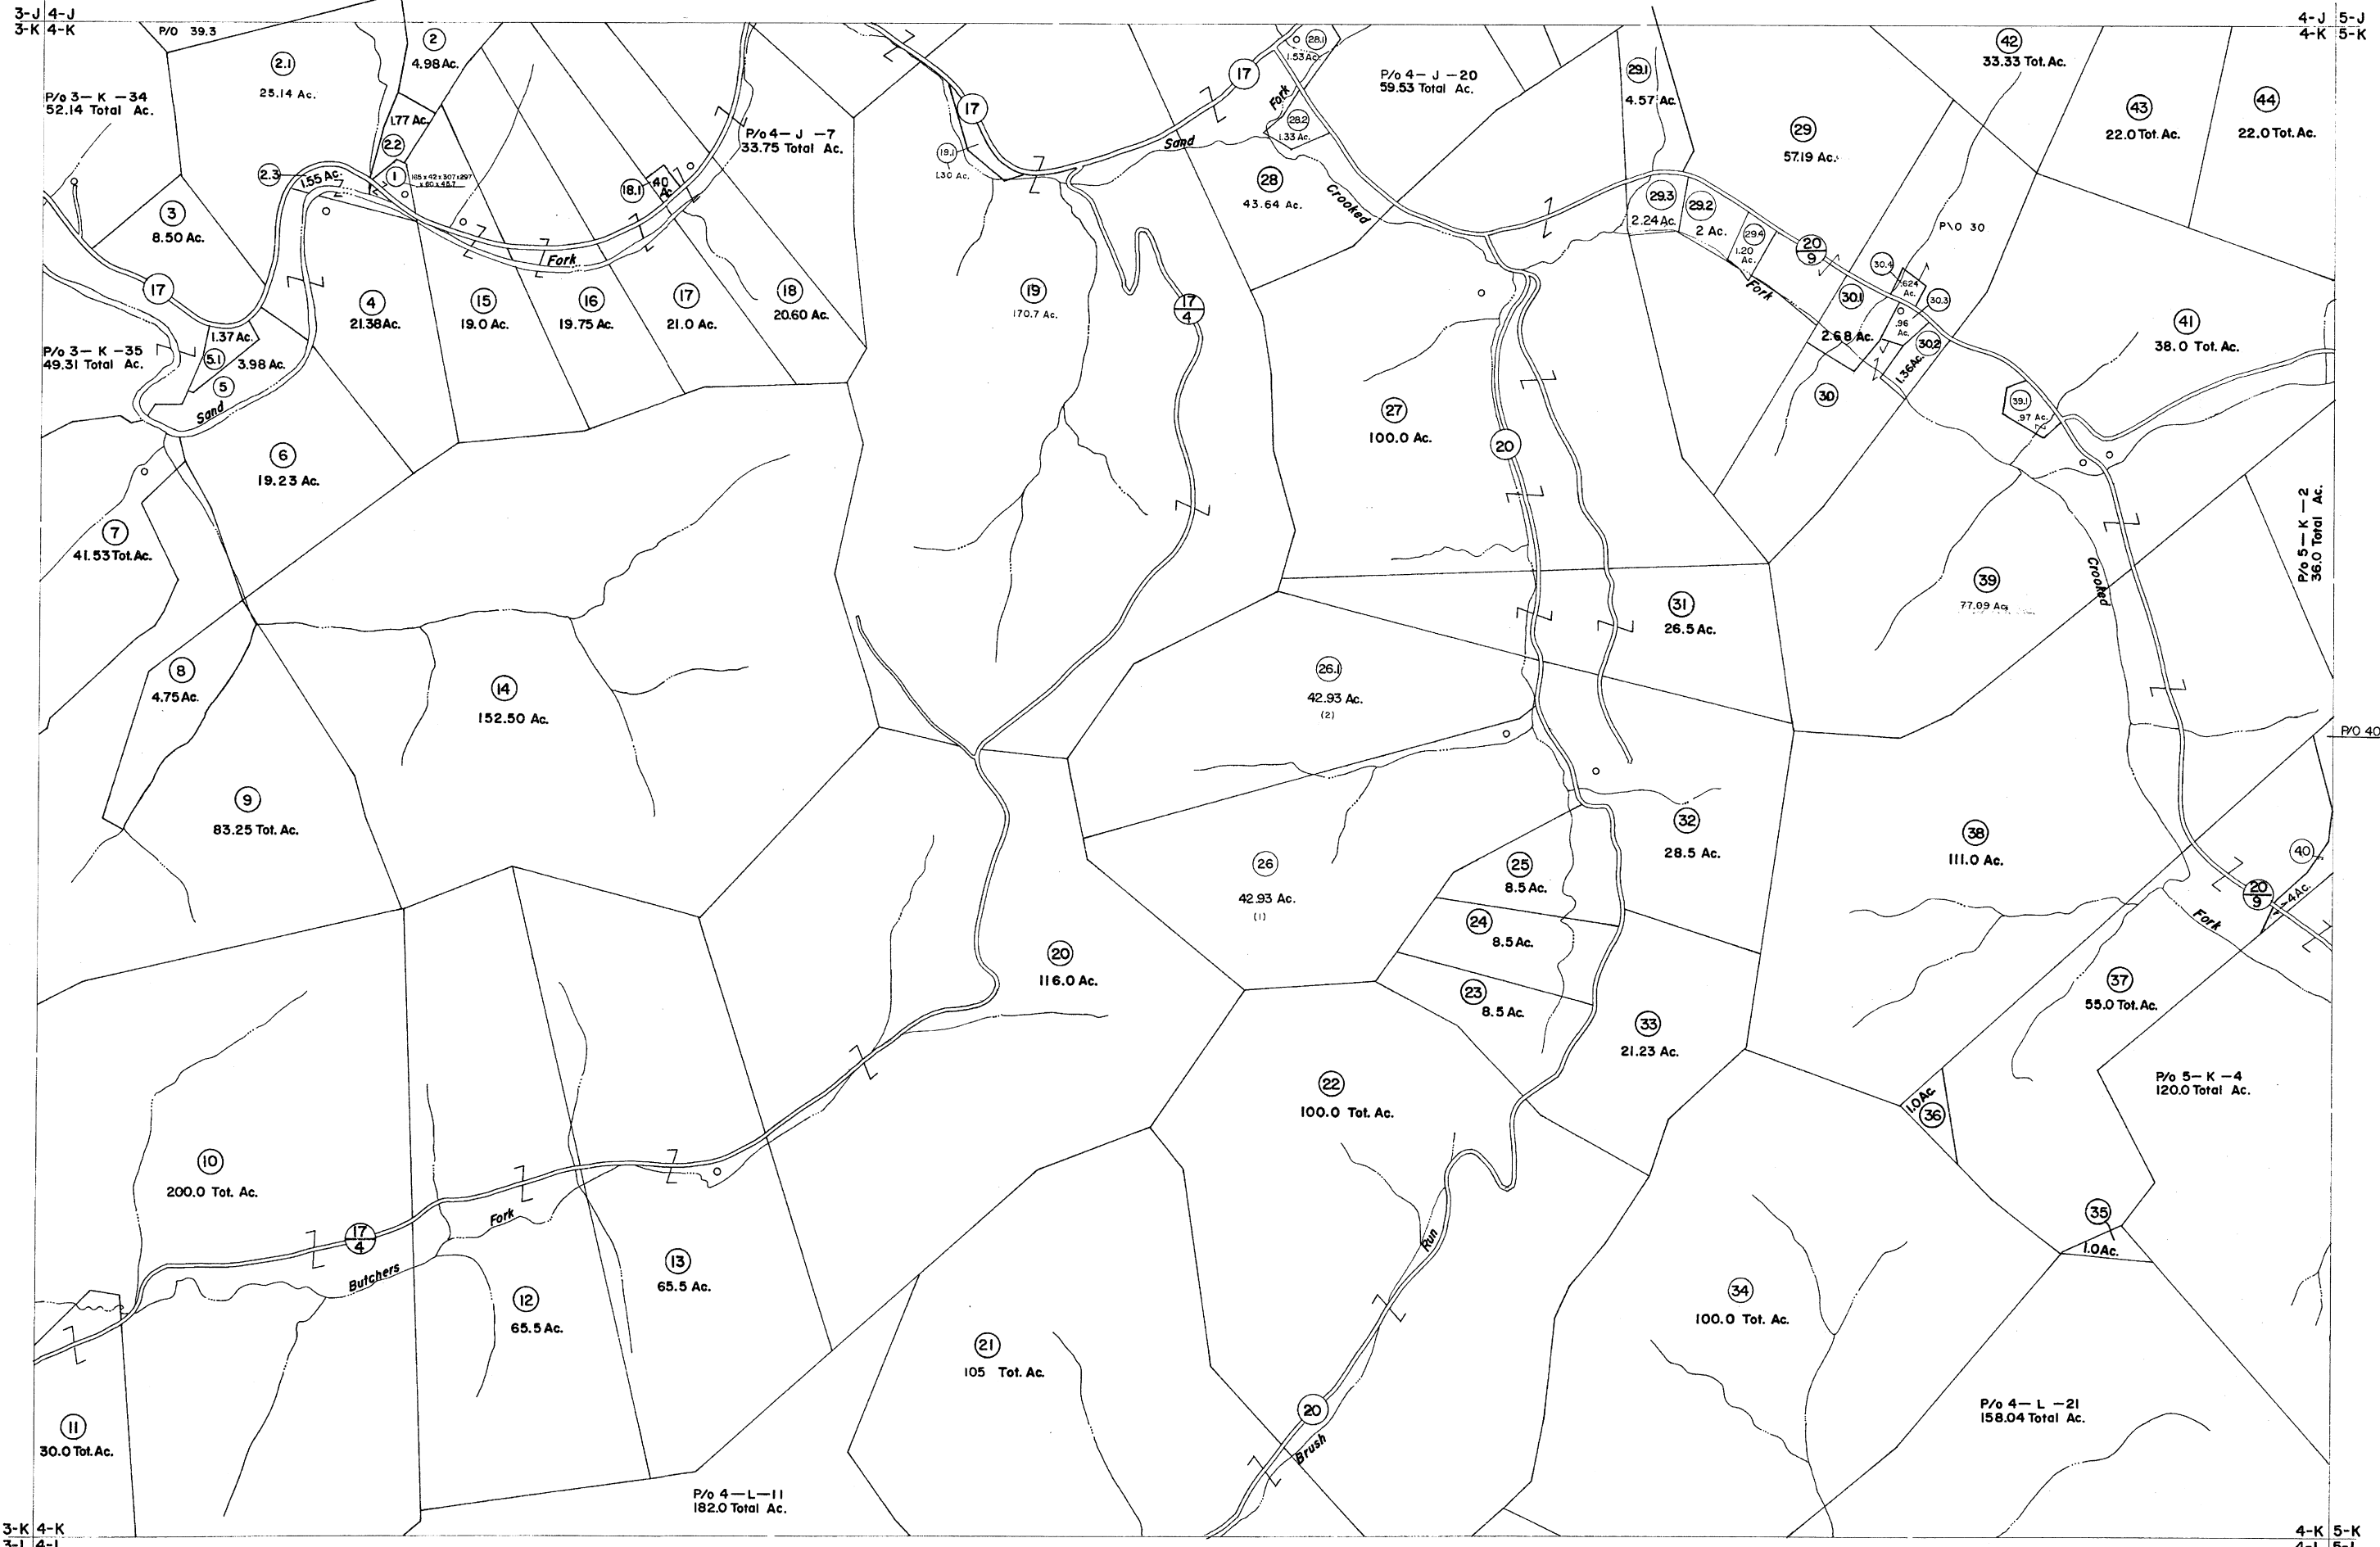 3-J 4-J
3-K 4-K
4-J 5-J
4-K 5-K
P/O 39.3
2.1
25.14 Ac.
2
4.98 Ac.
P/o 3-K-34
52.14 Total Ac.
1.77 Ac.
2.2
2.3
1.55 Ac.
1
3
8.50 Ac.
17
18.1
.40
Ac.
P/o 4-J-7
33.75 Total Ac.
17
19.1
1.30 Ac.
Sand
17
Fork
28.1
1.53 Ac.
28.2
1.33 Ac.
P/o 4-J-20
59.53 Total Ac.
28
43.64 Ac.
Crooked
29.1
4.57 Ac.
29
57.19 Ac.
42
33.33 Tot. Ac.
43
22.0 Tot. Ac.
44
22.0 Tot. Ac.
29.3
2.24 Ac.
29.2
2 Ac.
29.4
1.20
Ac.
Fork
20
9
P\O 30
30.4
.624
Ac.
30.3
.96
Ac.
30.1
2.68 Ac.
30.2
1.36 Ac.
30
41
38.0 Tot. Ac.
39.1
.97 Ac.
Fork
4
21.38 Ac.
15
19.0 Ac.
16
19.75 Ac.
17
21.0 Ac.
18
20.60 Ac.
19
170.7 Ac.
17
4
P/o 3-K-35
49.31 Total Ac.
1.37 Ac.
5.1
3.98 Ac.
5
Sand
6
19.23 Ac.
7
41.53 Tot. Ac.
27
100.0 Ac.
20
P/o 5-K-2
36.0 Total Ac.
39
77.09 Ac.
Crooked
31
26.5 Ac.
8
4.75 Ac.
14
152.50 Ac.
26.1
42.93 Ac.
(2)
P/O 40
9
83.25 Tot. Ac.
26
42.93 Ac.
(1)
25
8.5 Ac.
24
8.5 Ac.
23
8.5 Ac.
32
28.5 Ac.
38
111.0 Ac.
40
.4 Ac.
20
9
Fork
20
116.0 Ac.
33
21.23 Ac.
37
55.0 Tot. Ac.
22
100.0 Tot. Ac.
1.0 Ac.
36
P/o 5-K-4
120.0 Total Ac.
10
200.0 Tot. Ac.
17
4
Butchers
Fork
13
65.5 Ac.
12
65.5 Ac.
35
1.0 Ac.
Run
34
100.0 Tot. Ac.
21
105 Tot. Ac.
20
Brush
P/o 4-L-21
158.04 Total Ac.
11
30.0 Tot. Ac.
P/o 4-L-11
182.0 Total Ac.
3-K 4-K
3-L 4-L
4-K 5-K
4-L 5-L